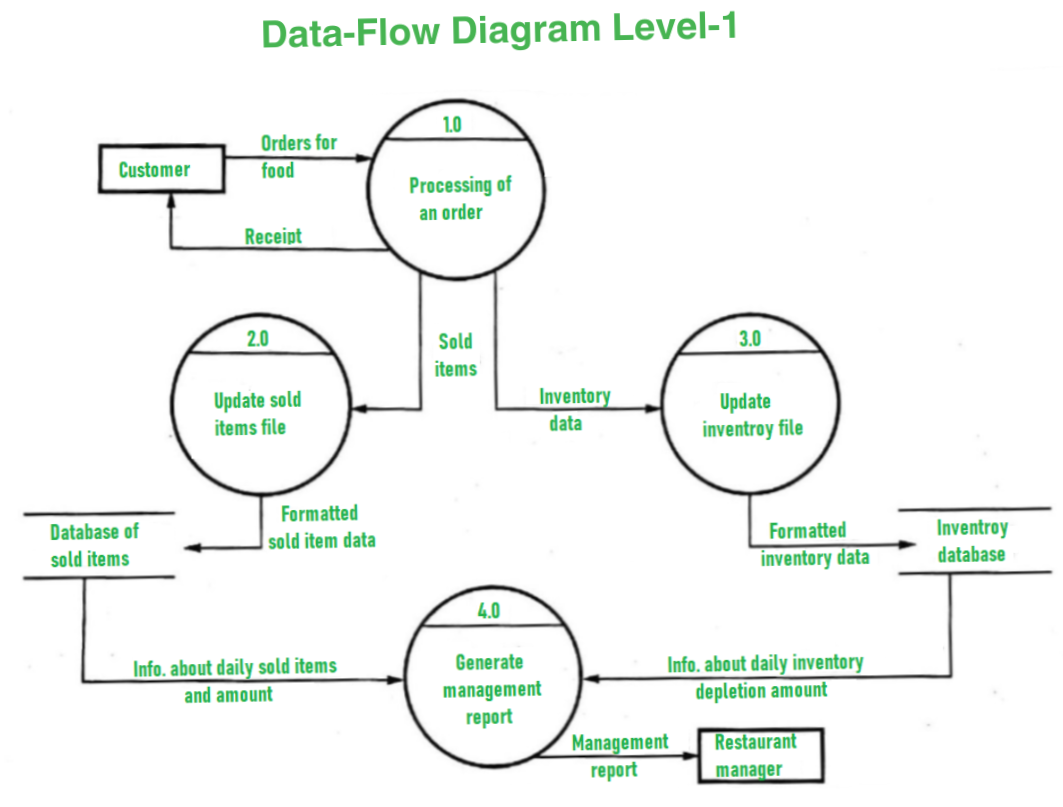 Data-Flow Diagram Level-1
1.0
Orders for
food
Customer
Processing of
an order
Receipt
2.0
Sold
items
3.0
Update sold
items file
Inventory
data
Update
inventroy file
Formatted
sold item data
Database of
sold items
Formatted
inventory data
Inventroy
database
4.0
Info. about daily sold items
and amount
Generate
management
report
Info. about daily inventory
depletion amount
Management
report
Restaurant
manager